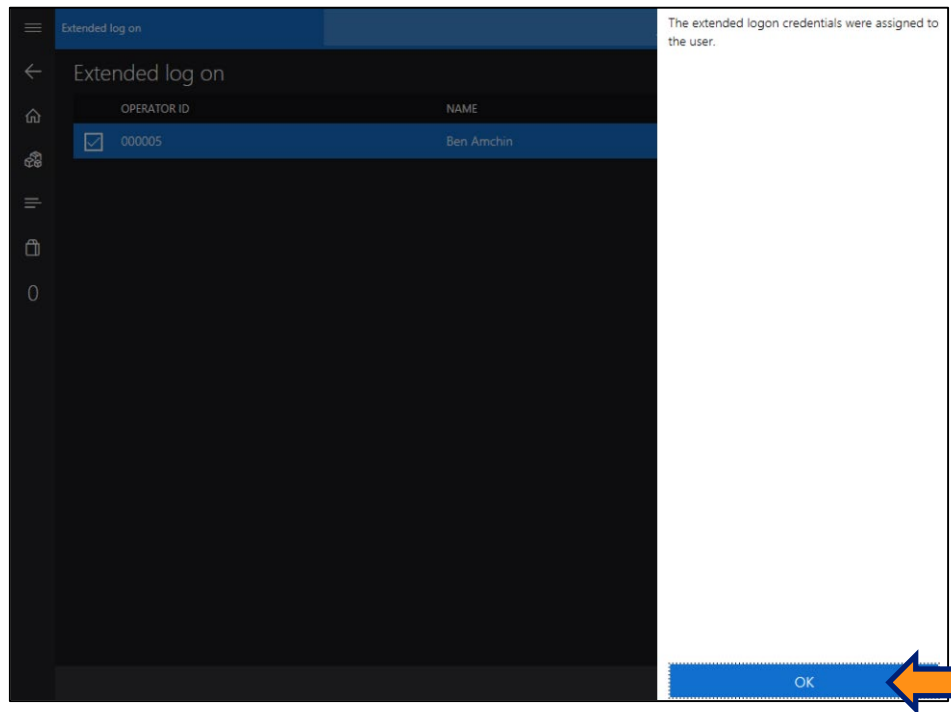 Extended log on
The extended logon credentials were assigned to
the user.
Extended log on
OPERATOR ID NAME
000005 Ben Amchin
0
OK